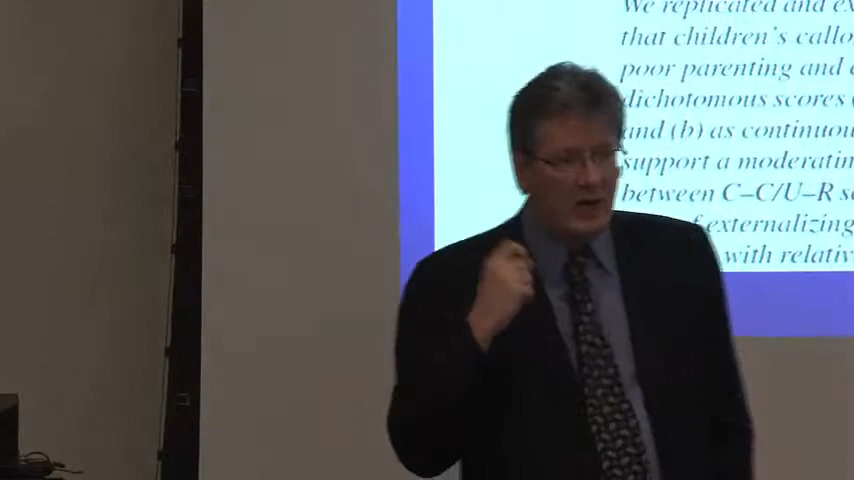 We replicated and ex
that children's callo
poor parenting and
dichotomous scores
and (b) as continuou
support a moderatin
between C–C/U–R s
f externalizing
with relativ